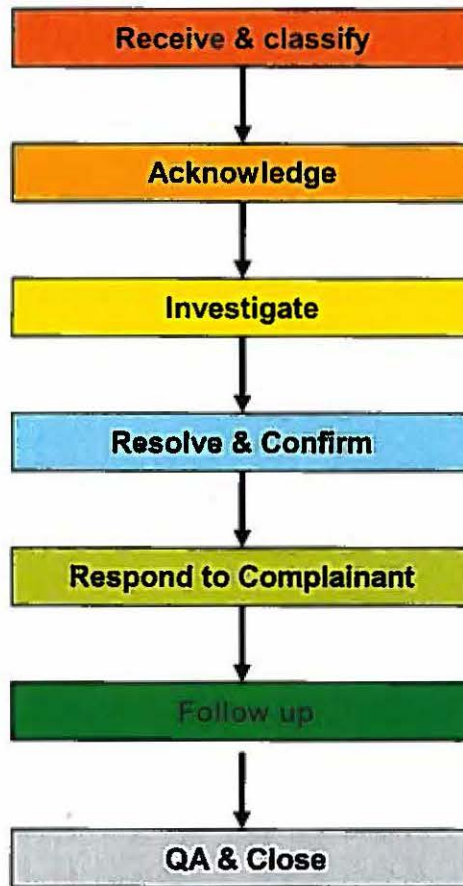 Receive & classify
Acknowledge
Investigate
Resolve & Confirm
Respond to Complainant
Follow up
QA & Close